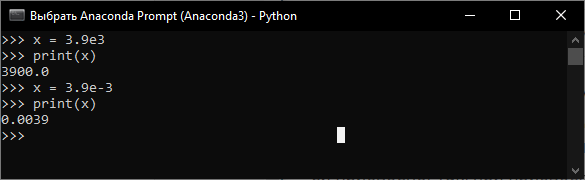 Выбрать Anaconda Prompt (Anaconda3) - Python
>>> x = 3.9e3
>>> print(x)
3900.0
>>> x = 3.9e-3
>>> print(x)
0.0039
>>>